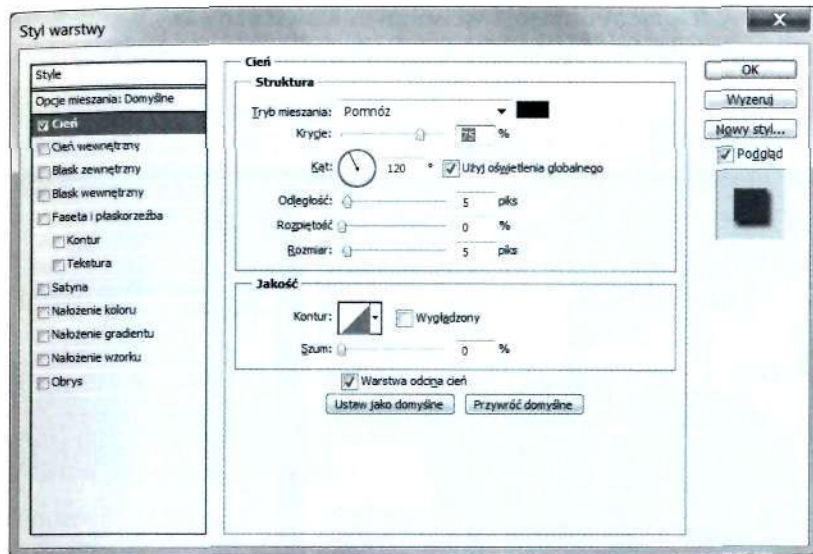 Styl warstwy
Style
Opcje mieszania: Domyślne
Cień
Cień wewnętrzny
Blask zewnętrzny
Blask wewnętrzny
Faseta i płaskorzeźba
Kontur
Tekstura
Satyna
Nałożenie koloru
Nałożenie gradientu
Nałożenie wzorku
Obrys
Cień
Struktura
Tryb mieszania: Pomnóż
Krycie: 75 %
Kąt: 120 ° Użyj oświetlenia globalnego
Odległość: 5 piks
Rozpiętość 0 %
Rozmiar: 5 piks
Jakość
Kontur: Wygładzony
Szum: 0 %
Warstwa odcina cień
Ustaw jako domyślne Przywróć domyślne
OK
Wyzeruj
Nowy styl...
Podgląd